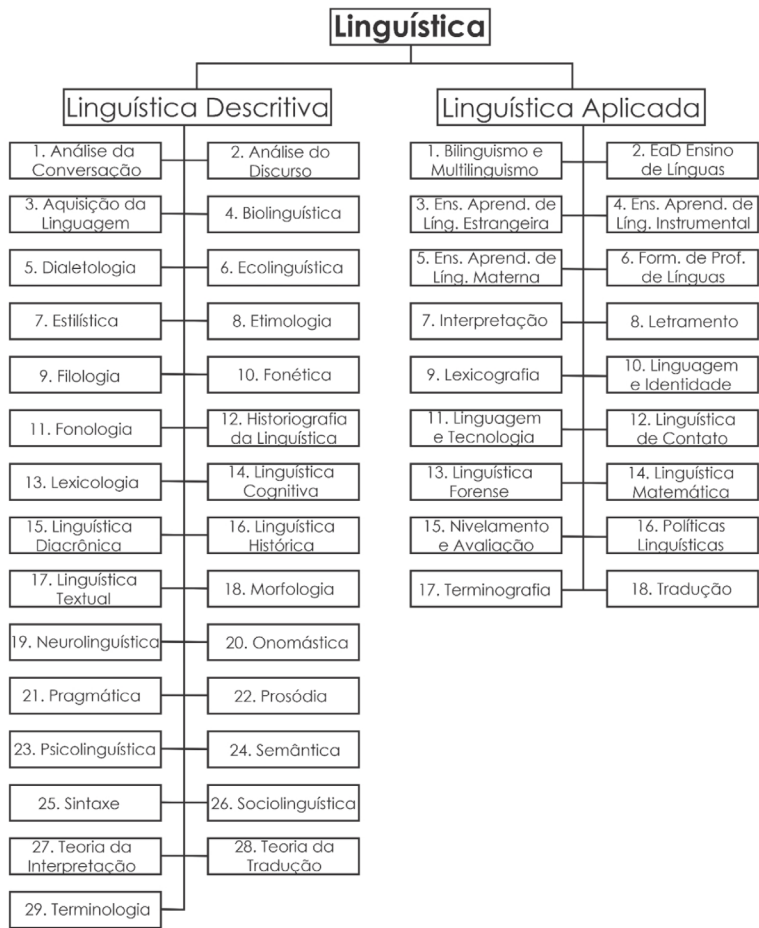 Linguística
Linguística Descritiva
Linguística Aplicada
1. Análise da
Conversação
2. Análise do
Discurso
3. Aquisição da
Linguagem
4. Biolinguística
5. Dialetologia
6. Ecolinguística
7. Estilística
8. Etimologia
9. Filologia
10. Fonética
11. Fonologia
12. Historiografia
da Linguística
13. Lexicologia
14. Linguística
Cognitiva
15. Linguística
Diacrônica
16. Linguística
Histórica
17. Linguística
Textual
18. Morfologia
19. Neurolinguística
20. Onomástica
21. Pragmática
22. Prosódia
23. Psicolinguística
24. Semântica
25. Sintaxe
26. Sociolinguística
27. Teoria da
Interpretação
28. Teoria da
Tradução
29. Terminologia
1. Bilinguismo e
Multilinguismo
2. EaD Ensino
de Línguas
3. Ens. Aprend. de
Líng. Estrangeira
4. Ens. Aprend. de
Líng. Instrumental
5. Ens. Aprend. de
Líng. Materna
6. Form. de Prof.
de Línguas
7. Interpretação
8. Letramento
9. Lexicografia
10. Linguagem
e Identidade
11. Linguagem
e Tecnologia
12. Linguística
de Contato
13. Linguística
Forense
14. Linguística
Matemática
15. Nivelamento
e Avaliação
16. Políticas
Linguísticas
17. Terminografia
18. Tradução